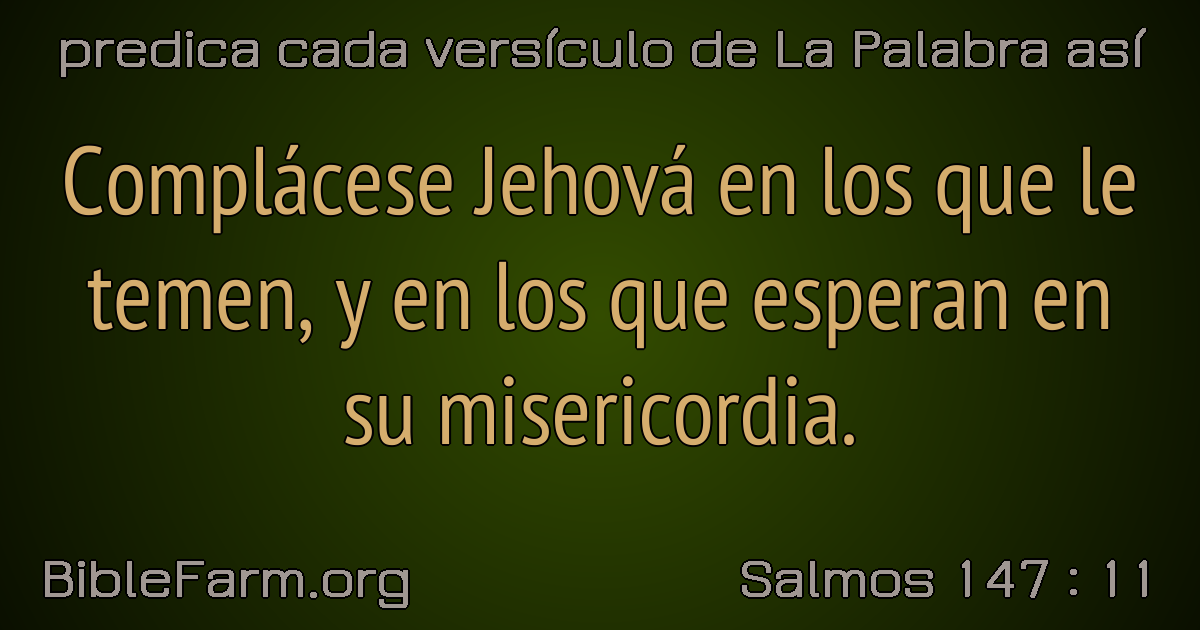 predica cada versículo de La Palabra así
Complácese Jehová en los que le
temen, y en los que esperan en
su misericordia.
BibleFarm.org
Salmos 147 : 11